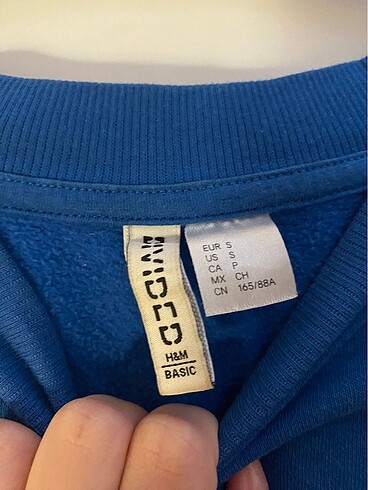 DIVIDED
H&M
BASIC
EUR S
US S
CA P
MX CH
CN 165/88A